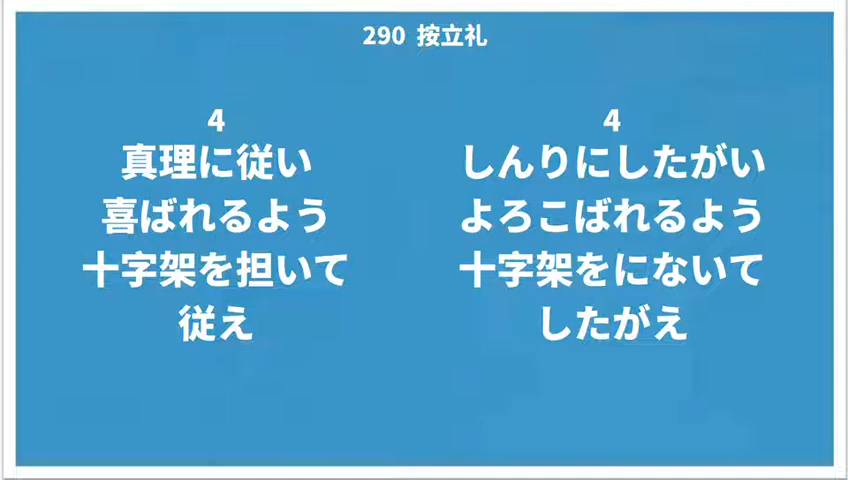 290 按立礼
4
真理に従い
喜ばれるよう
十字架を担いて
従え
4
しんりにしたがい
よろこばれるよう
十字架をにないて
したがえ